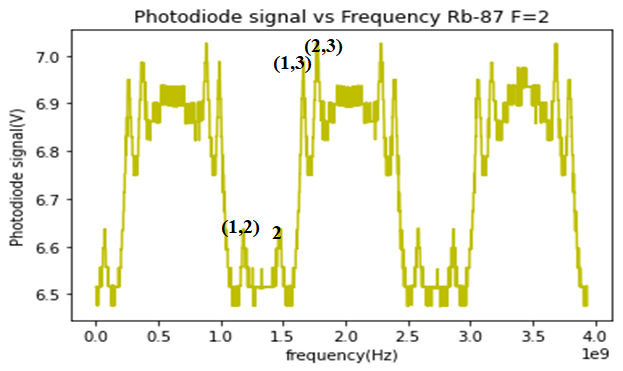 Photodiode signal vs Frequency Rb-87 F=2
(2,3)
(1,3)
(1,2)
2
Photodiode signal(V)
7.0
6.9
6.8
6.7
6.6
6.5
0.0 0.5 1.0 1.5 2.0 2.5 3.0 3.5 4.0
1e9
frequency(Hz)